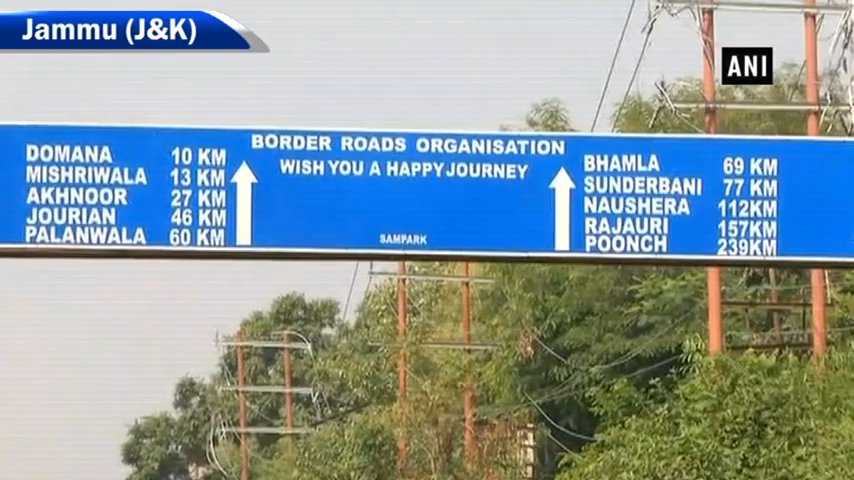 Jammu (J&K)
ANI
BORDER ROADS ORGANISATION
WISH YOU A HAPPY JOURNEY
DOMANA 10 KM
MISHRIWALA 13 KM
AKHNOOR 27 KM
JOURIAN 46 KM
PALANWALA 60 KM
SAMPARK
BHAMLA 69 KM
SUNDERBANI 77 KM
NAUSHERA 112KM
RAJAURI 157KM
POONCH 239KM